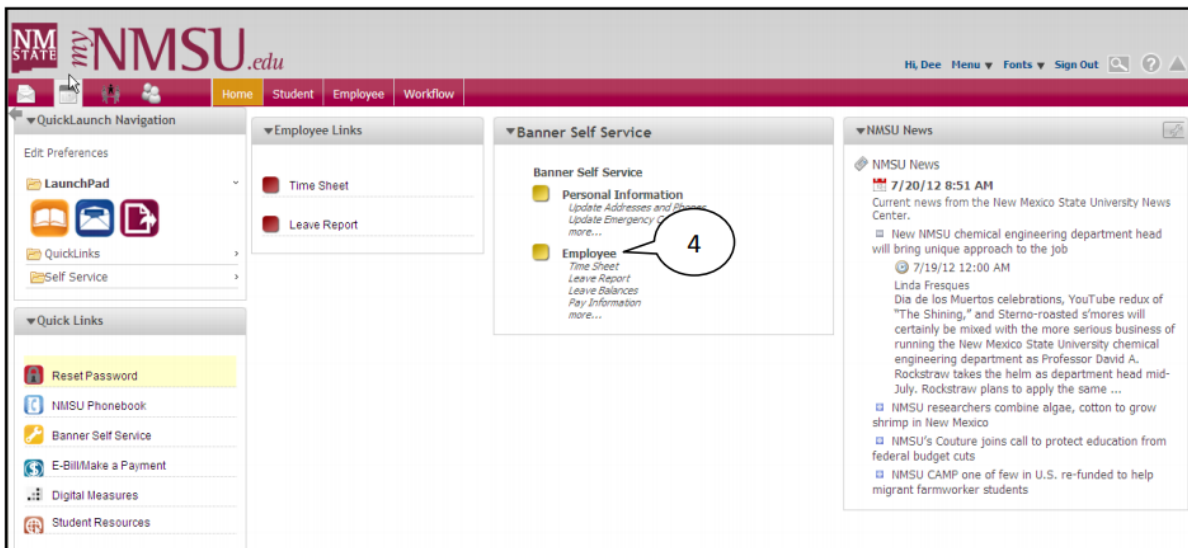 NM
STATE
myNMSU.edu
Hi, Dee Menu Fonts Sign Out
Home Student Employee Workflow
QuickLaunch Navigation
Edit Preferences
LaunchPad
QuickLinks
Self Service
Quick Links
Reset Password
NMSU Phonebook
Banner Self Service
E-Bill/Make a Payment
Digital Measures
Student Resources
Employee Links
Time Sheet
Leave Report
Banner Self Service
Banner Self Service
Personal Information
Update Addresses and Phones
Update Emergency
more...
Employee
Time Sheet
Leave Report
Leave Balances
Pay Information
more...
4
NMSU News
NMSU News
7/20/12 8:51 AM
Current news from the New Mexico State University News
Center.
New NMSU chemical engineering department head
will bring unique approach to the job
7/19/12 12:00 AM
Linda Fresques
Dia de los Muertos celebrations, YouTube redux of
"The Shining," and Sterno-roasted s'mores will
certainly be mixed with the more serious business of
running the New Mexico State University chemical
engineering department as Professor David A.
Rockstraw takes the helm as department head mid-
July. Rockstraw plans to apply the same ...
NMSU researchers combine algae, cotton to grow
shrimp in New Mexico
NMSU's Couture joins call to protect education from
federal budget cuts
NMSU CAMP one of few in U.S. re-funded to help
migrant farmworker students